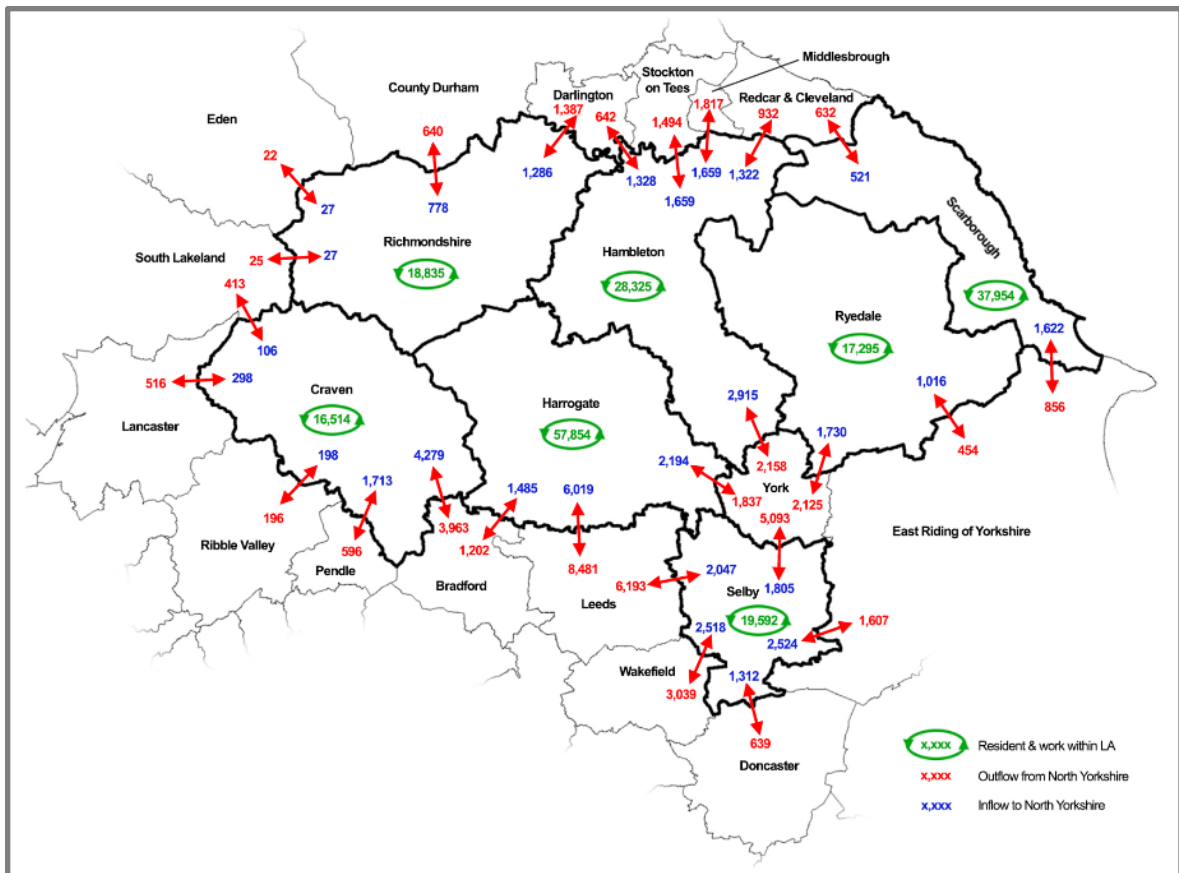 Middlesbrough
Stockton
on Tees
County Durham
Darlington
Redcar & Cleveland
Eden
1,387
642
1,494
1,817
932
632
640
22
1,286
1,328
1,659
1,659
1,322
521
27
778
Scarborough
South Lakeland
25
27
Richmondshire
18,835
Hambleton
28,325
413
106
Ryedale
17,295
37,954
1,622
516
298
Craven
16,514
Harrogate
57,854
2,915
1,016
856
Lancaster
198
4,279
2,194
2,158
1,730
454
1,713
1,485
6,019
York
1,837
2,125
196
596
3,963
1,202
5,093
East Riding of Yorkshire
Ribble Valley
Pendle
Bradford
8,481
6,193
2,047
1,805
Leeds
Selby
19,592
1,607
2,518
2,524
Wakefield
3,039
1,312
639
Doncaster
x,xxx Resident & work within LA
x,xxx Outflow from North Yorkshire
x,xxx Inflow to North Yorkshire